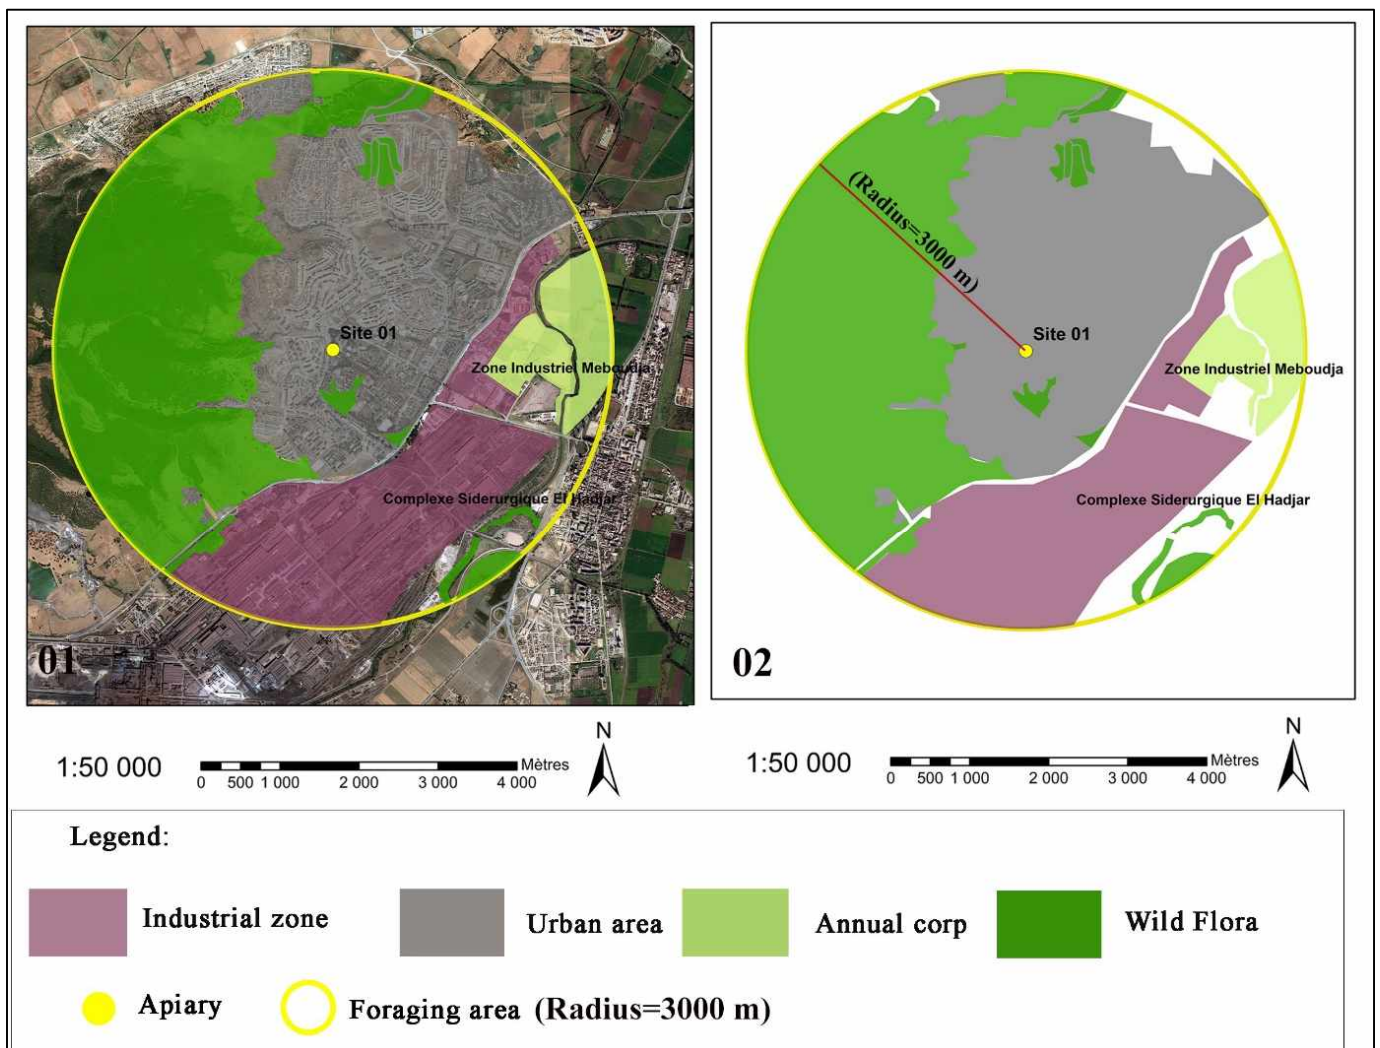 Site 01
Zone Industriel Meboudja
Complexe Siderurgique El Hadjar
01
(Radius=3000 m)
Site 01
Zone Industriel Meboudja
Complexe Siderurgique El Hadjar
02
1:50 000
0 500 1 000 2 000 3 000 4 000
Mètres
N
1:50 000
0 500 1 000 2 000 3 000 4 000
Mètres
N
Legend:
Industrial zone
Urban area
Annual corp
Wild Flora
Apiary
Foraging area (Radius=3000 m)